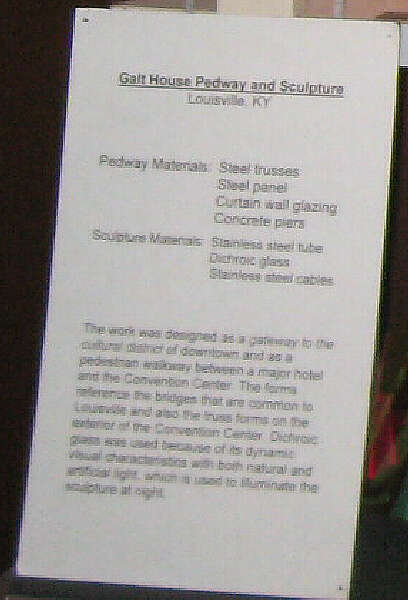 Galt House Pedway and Sculpture
Louisville, KY
Pedway Materials: Steel trusses
Steel panel
Curtain wall glazing
Concrete piers
Sculpture Materials: Stainless steel tube
Dichroic glass
Stainless steel cables
The work was designed as a gateway to the
cultural district of downtown and as a
pedestrian walkway between a major hotel
and the Convention Center. The forms
reference the bridges that are common to
Louisville and also the truss forms on the
exterior of the Convention Center. Dichroic
glass was used because of its dynamic
visual characteristics with both natural and
artificial light, which is used to illuminate the
sculpture at night.